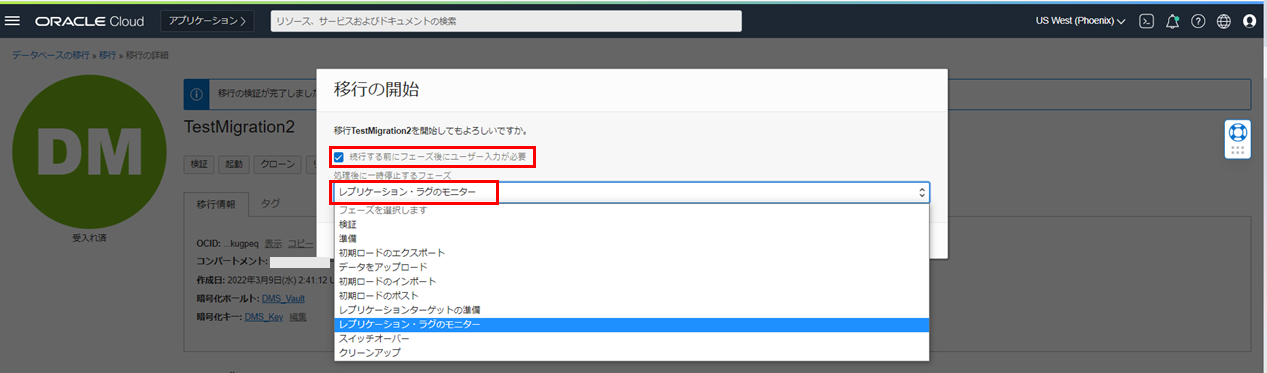 ORACLE Cloud
アプリケーション
リソース、サービスおよびドキュメントの検索
US West (Phoenix)
データベースの移行 » 移行 » 移行の詳細
DM
受入れ済
移行の検証が完了しました
TestMigration2
検証
起動
クローン
移行情報
タグ
OCID: ...kugpeq 表示 コピー
コンパートメント:
作成日: 2022年3月9日(水) 2:41:12
暗号化ボールト: DMS_Vault
暗号化キー: DMS_Key 編集
移行の開始
移行TestMigration2を開始してもよろしいですか。
続行する前にフェーズ後にユーザー入力が必要
処理後に一時停止するフェーズ
レプリケーション・ラグのモニター
フェーズを選択します
検証
準備
初期ロードのエクスポート
データをアップロード
初期ロードのインポート
初期ロードのポスト
レプリケーションターゲットの準備
レプリケーション・ラグのモニター
スイッチオーバー
クリーンアップ